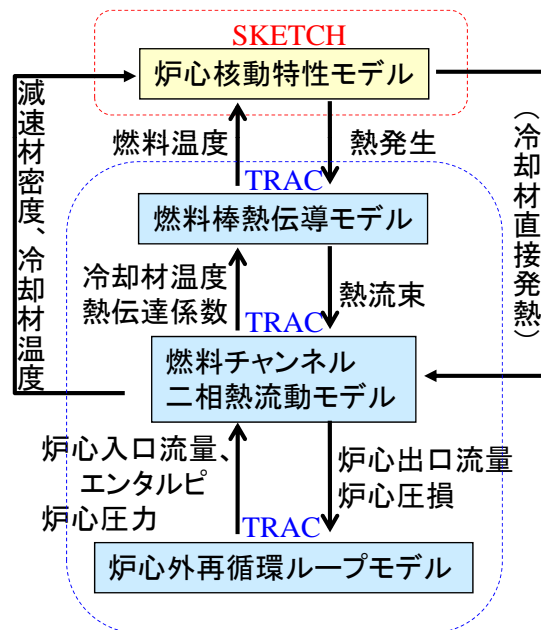 SKETCH
炉心核動特性モデル
減速材密度、冷却材温度
燃料温度
熱発生
（冷却材直接発熱）
TRAC
燃料棒熱伝導モデル
冷却材温度
熱伝達係数
熱流束
TRAC
燃料チャンネル
二相熱流動モデル
炉心入口流量、
エンタルピ
炉心圧力
炉心出口流量
炉心圧損
TRAC
炉心外再循環ループモデル